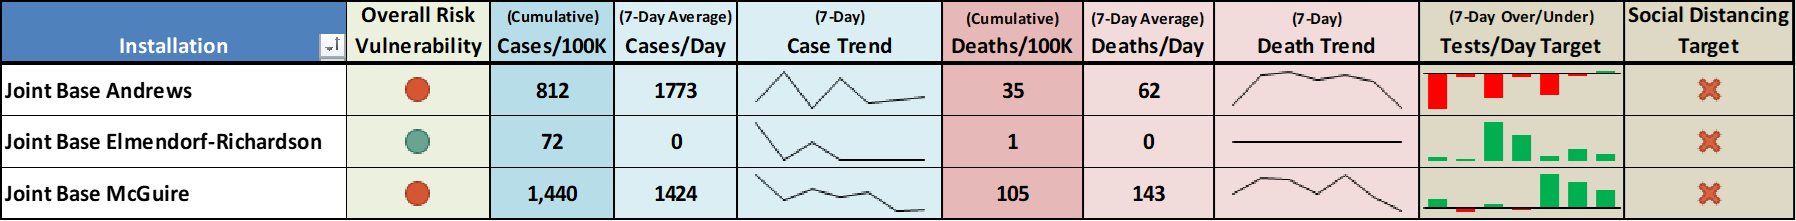 Installation
Overall Risk
Vulnerability
(Cumulative)
Cases/100K
(7-Day Average)
Cases/Day
(7-Day)
Case Trend
(Cumulative)
Deaths/100K
(7-Day Average)
Deaths/Day
(7-Day)
Death Trend
(7-Day Over/Under)
Tests/Day Target
Social Distancing
Target
Joint Base Andrews 812 1773 35 62
Joint Base Elmendorf-Richardson 72 0 1 0
Joint Base McGuire 1,440 1424 105 143